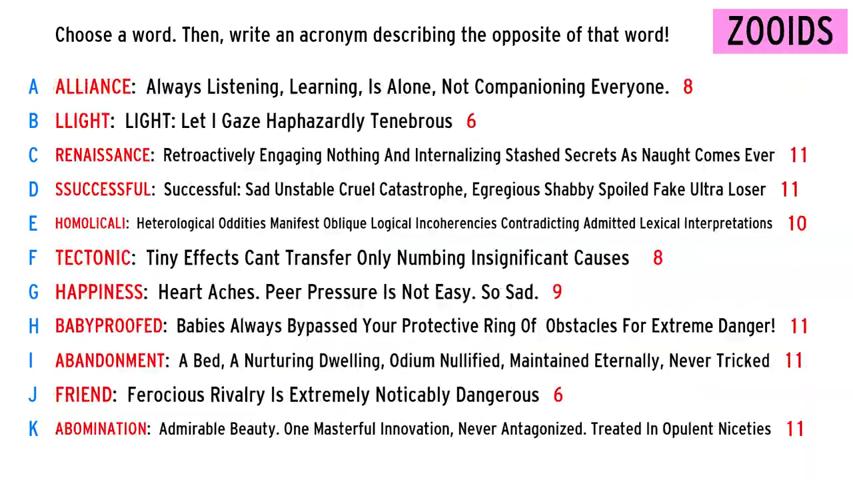 Choose a word. Then, write an acronym describing the opposite of that word!
ZOOIDS
A ALLIANCE: Always Listening, Learning, Is Alone, Not Companioning Everyone. 8
B LLIGHT: LIGHT: Let I Gaze Haphazardly Tenebrous 6
C RENAISSANCE: Retroactively Engaging Nothing And Internalizing Stashed Secrets As Naught Comes Ever 11
D SSUCCESSFUL: Successful: Sad Unstable Cruel Catastrophe, Egregious Shabby Spoiled Fake Ultra Loser 11
E HOMOLICALI: Heterological Oddities Manifest Oblique Logical Incoherencies Contradicting Admitted Lexical Interpretations 10
F TECTONIC: Tiny Effects Cant Transfer Only Numbing Insignificant Causes 8
G HAPPINESS: Heart Aches. Peer Pressure Is Not Easy. So Sad. 9
H BABYPROOFED: Babies Always Bypassed Your Protective Ring Of Obstacles For Extreme Danger! 11
I ABANDONMENT: A Bed, A Nurturing Dwelling, Odium Nullified, Maintained Eternally, Never Tricked 11
J FRIEND: Ferocious Rivalry Is Extremely Noticably Dangerous 6
K ABOMINATION: Admirable Beauty. One Masterful Innovation, Never Antagonized. Treated In Opulent Niceties 11